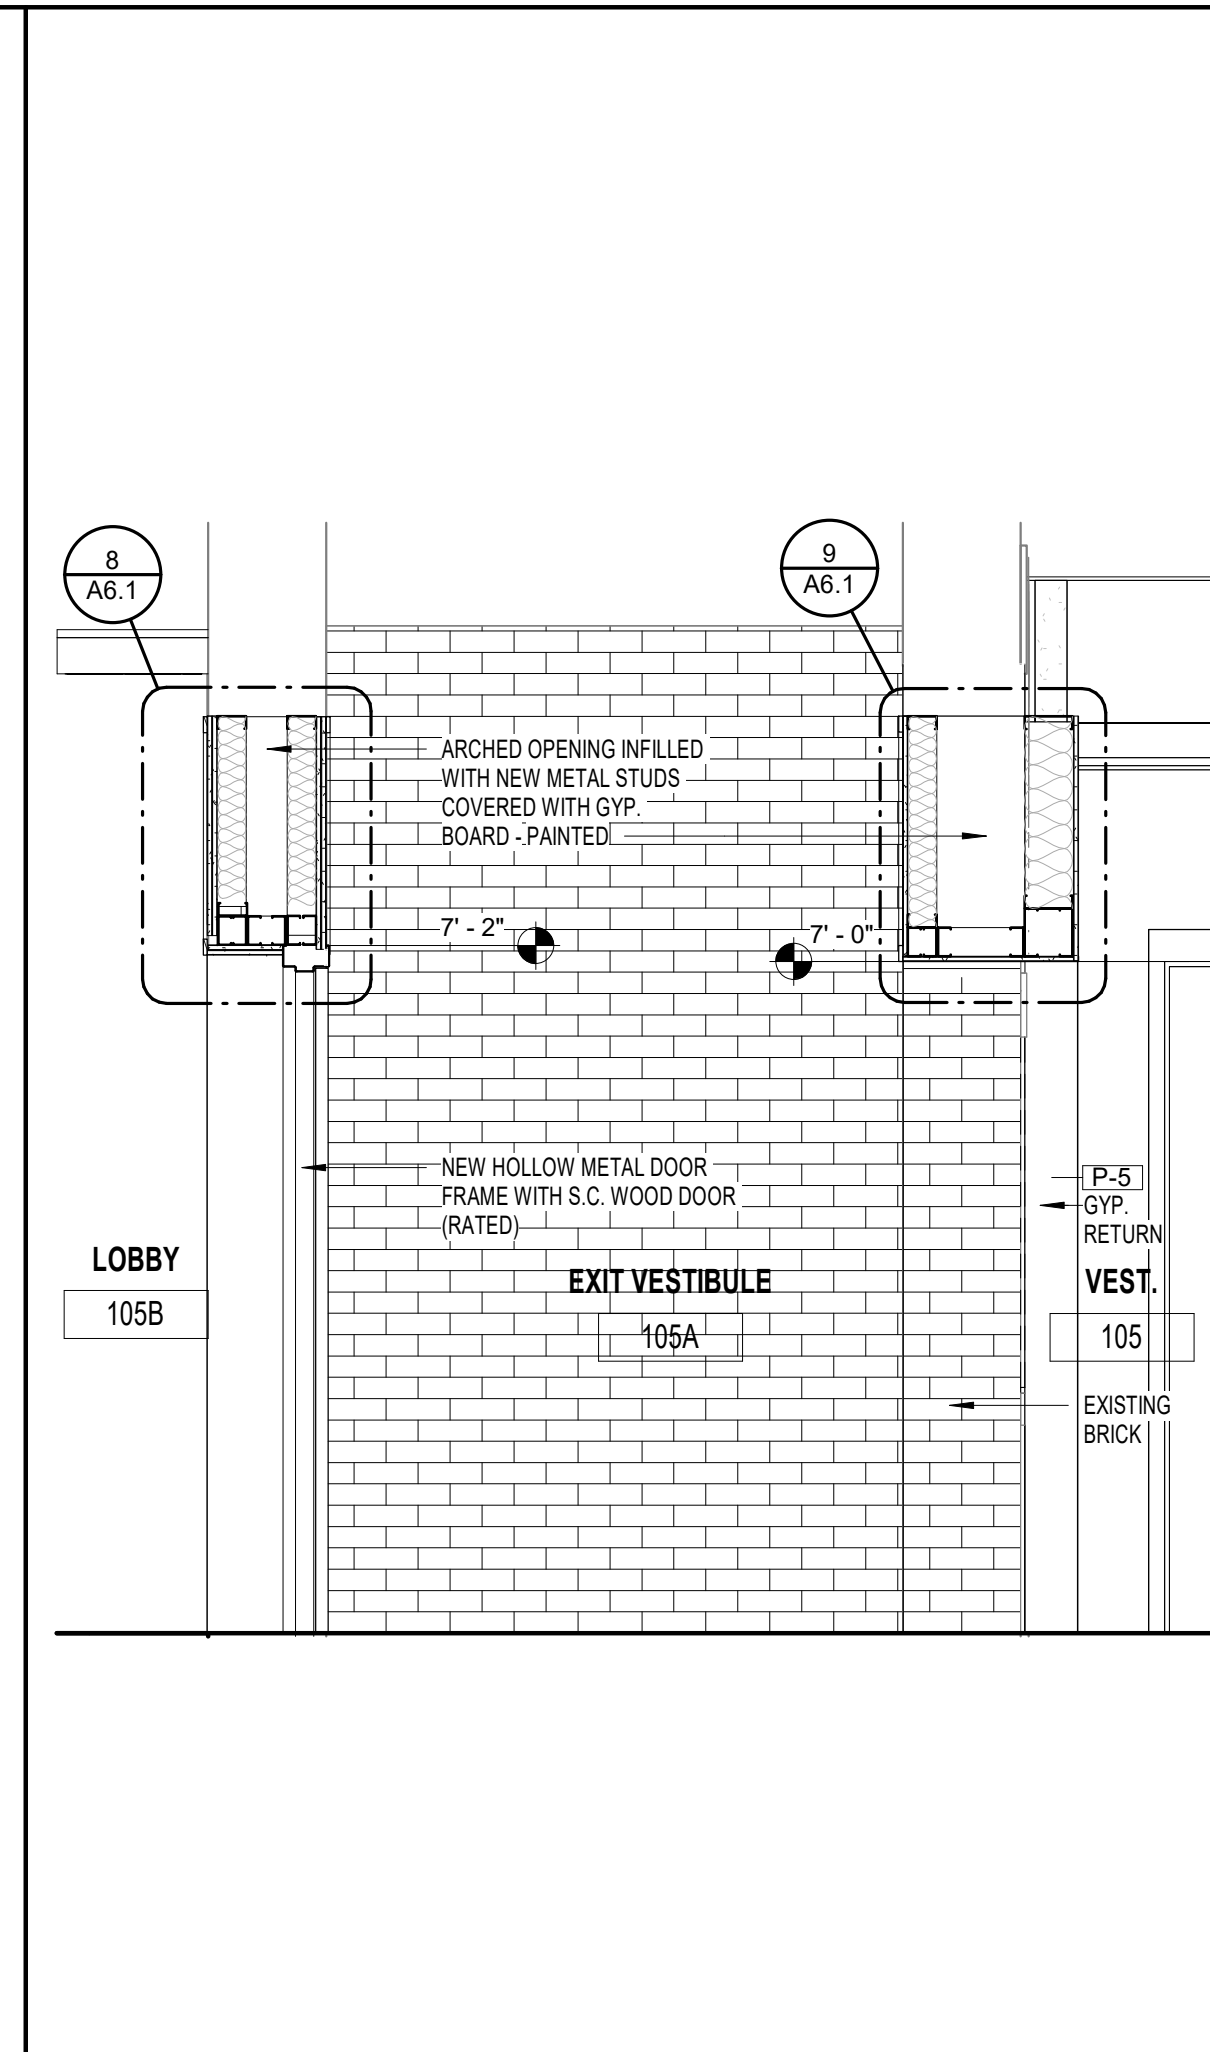 8
A6.1
9
A6.1
ARCHED OPENING INFILLED
WITH NEW METAL STUDS
COVERED WITH GYP.
BOARD - PAINTED
7' - 2"
7' - 0"
NEW HOLLOW METAL DOOR
FRAME WITH S.C. WOOD DOOR
(RATED)
P-5
GYP.
RETURN
LOBBY
105B
EXIT VESTIBULE
105A
VEST.
105
EXISTING
BRICK